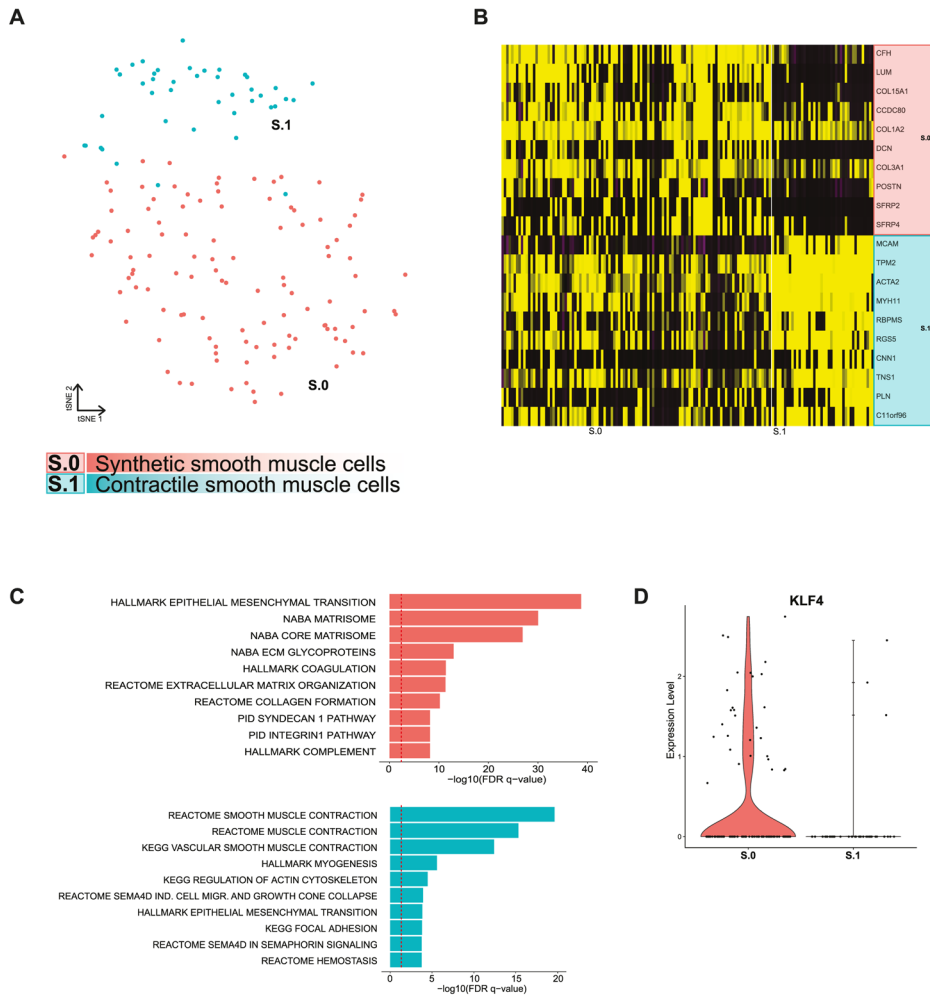 A
S.1
S.0
tSNE 2
tSNE 1
S.0 Synthetic smooth muscle cells
S.1 Contractile smooth muscle cells
B
CFH
LUM
COL15A1
CCDC80
COL1A2
DCN
COL3A1
POSTN
SFRP2
SFRP4
S.0
MCAM
TPM2
ACTA2
MYH11
RBPMS
RGS5
CNN1
TNS1
PLN
C11orf96
S.1
S.0 S.1
C
HALLMARK EPITHELIAL MESENCHYMAL TRANSITION
NABA MATRISOME
NABA CORE MATRISOME
NABA ECM GLYCOPROTEINS
HALLMARK COAGULATION
REACTOME EXTRACELLULAR MATRIX ORGANIZATION
REACTOME COLLAGEN FORMATION
PID SYNDECAN 1 PATHWAY
PID INTEGRIN1 PATHWAY
HALLMARK COMPLEMENT
0 10 20 30 40
−log10(FDR q−value)
REACTOME SMOOTH MUSCLE CONTRACTION
REACTOME MUSCLE CONTRACTION
KEGG VASCULAR SMOOTH MUSCLE CONTRACTION
HALLMARK MYOGENESIS
KEGG REGULATION OF ACTIN CYTOSKELETON
REACTOME SEMA4D IND. CELL MIGR. AND GROWTH CONE COLLAPSE
HALLMARK EPITHELIAL MESENCHYMAL TRANSITION
KEGG FOCAL ADHESION
REACTOME SEMA4D IN SEMAPHORIN SIGNALING
REACTOME HEMOSTASIS
0 5 10 15 20
−log10(FDR q−value)
D
KLF4
Expression Level
2
1
0
S.0 S.1